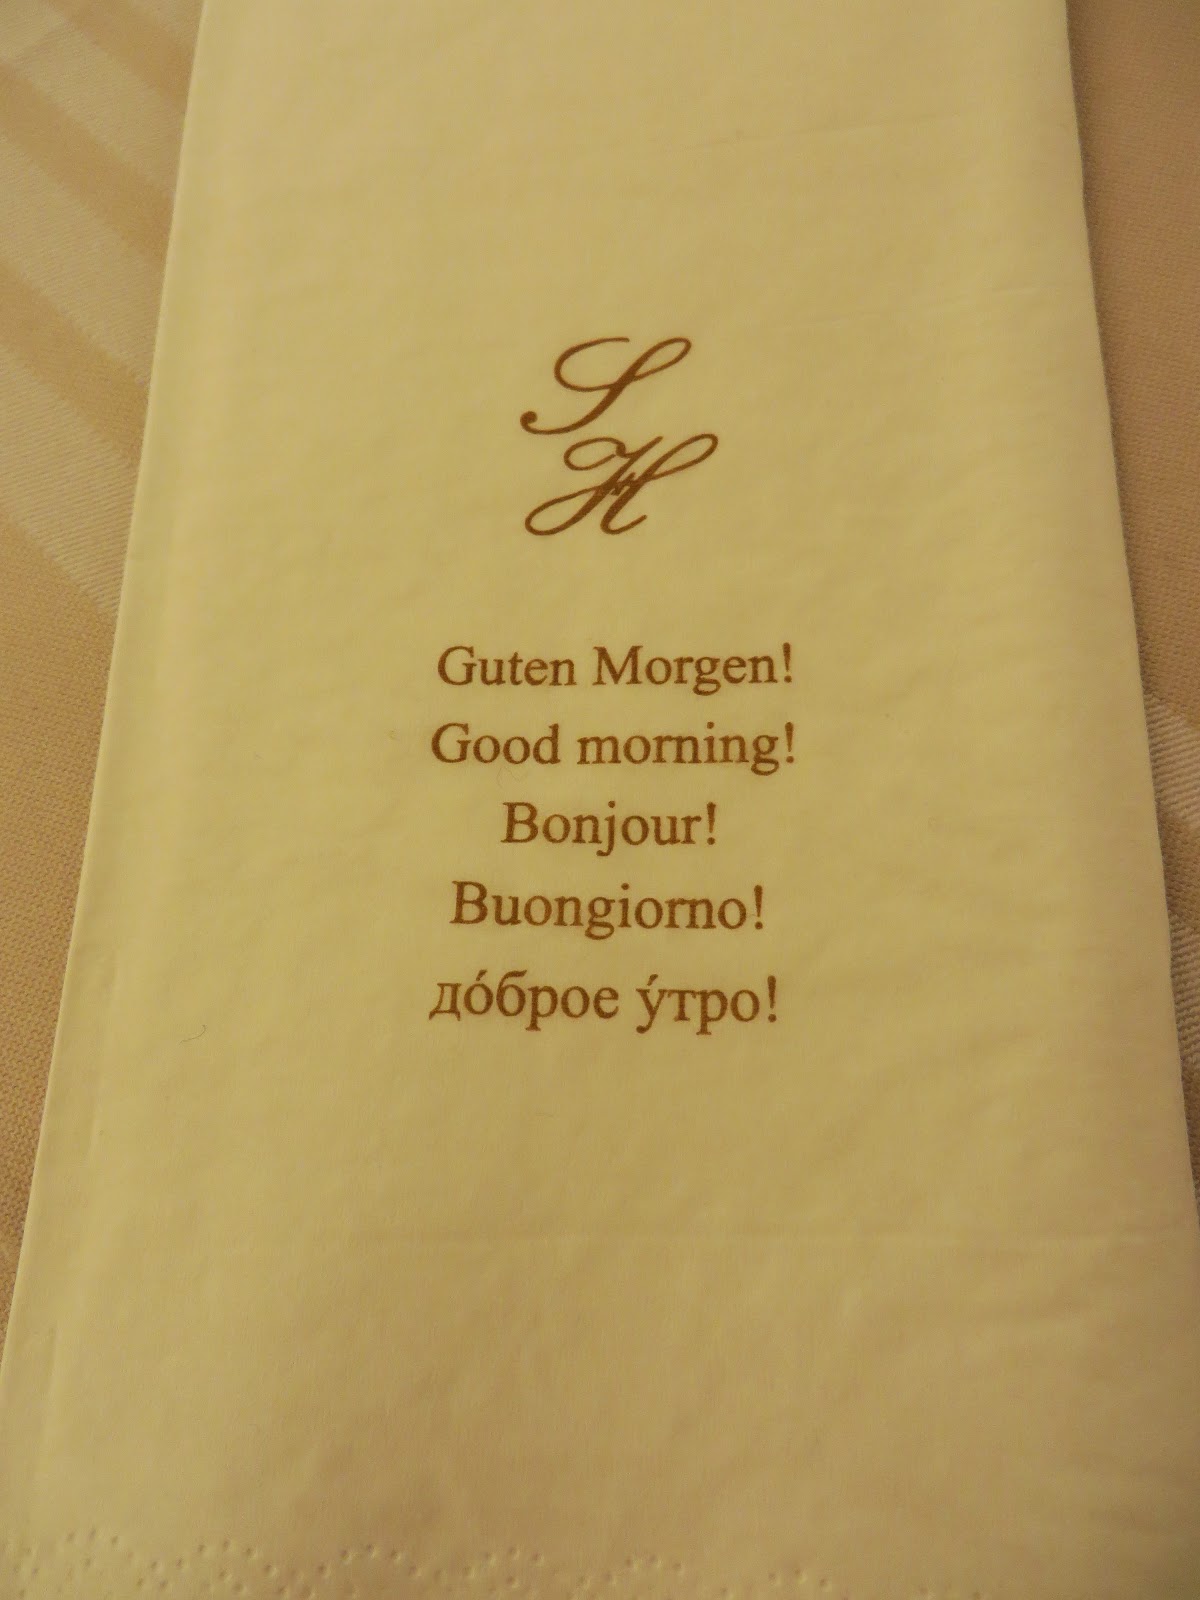 S
H
Guten Morgen!
Good morning!
Bonjour!
Buongiorno!
до́брое у́тро!